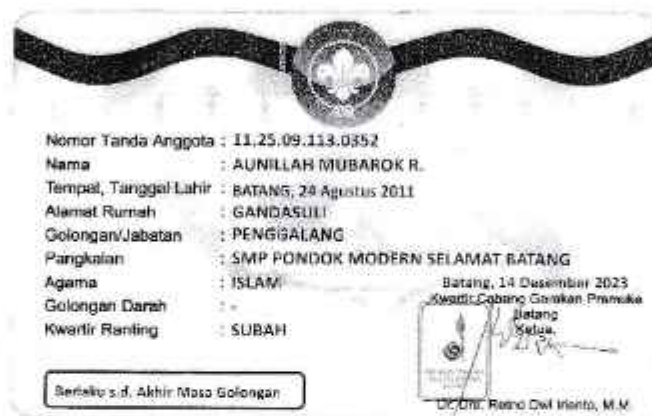 Nomor Tanda Anggota : 11.25.09.113.0352
Nama : AUNILLAH MUBAROK R.
Tempat, Tanggal Lahir : BATANG, 24 Agustus 2011
Alamat Rumah : GANDASULI
Golongan/Jabatan : PENGGALANG
Pangkalan : SMP PONDOK MODERN SELAMAT BATANG
Agama : ISLAM
Golongan Darah : -
Kwartir Ranting : SUBAH
Batang, 14 Desember 2023
Kwartir Cabang Gerakan Pramuka
Batang
Ketua,
Berlaku s.d. Akhir Masa Golongan
Dr. Drs. Retno Dwi Irianto, M.M.